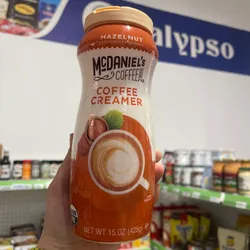 alypso
HAZELNUT
McDANIEL'S
COFFEE
COFFEE
CREAMER
NET WT 15 OZ (425g)